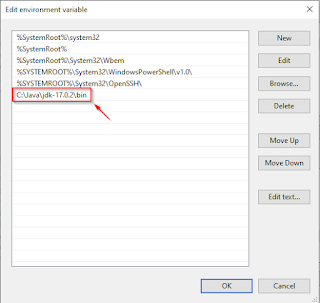 Edit environment variable
%SystemRoot%\system32
%SystemRoot%
%SystemRoot%\System32\Wbem
%SYSTEMROOT%\System32\WindowsPowerShell\v1.0\
%SYSTEMROOT%\System32\OpenSSH\
C:\Java\jdk-17.0.2\bin
New
Edit
Browse...
Delete
Move Up
Move Down
Edit text...
OK
Cancel